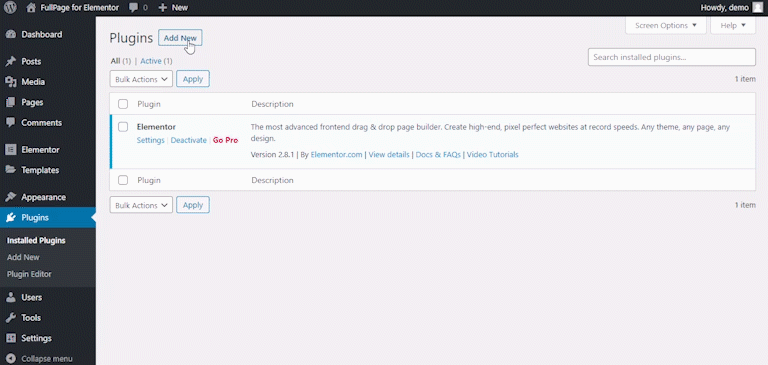 FullPage for Elementor 0 New Howdy, demo
Dashboard
Posts
Media
Pages
Comments
Elementor
Templates
Appearance
Plugins
Installed Plugins
Add New
Plugin Editor
Users
Tools
Settings
Collapse menu
Screen Options Help
Plugins Add New
All (1) | Active (1)
Search installed plugins...
Bulk Actions Apply 1 item
Plugin Description
Elementor
Settings | Deactivate | Go Pro
The most advanced frontend drag & drop page builder. Create high-end, pixel perfect websites at record speeds. Any theme, any page, any
design.
Version 2.8.1 | By Elementor.com | View details | Docs & FAQs | Video Tutorials
Plugin Description
Bulk Actions Apply 1 item